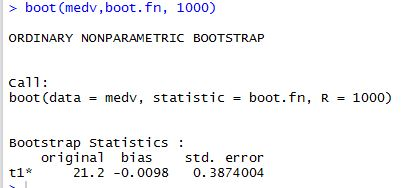 > boot(medv,boot.fn, 1000)
ORDINARY NONPARAMETRIC BOOTSTRAP
Call:
boot(data = medv, statistic = boot.fn, R = 1000)
Bootstrap Statistics :
    original  bias    std. error
t1*     21.2 -0.0098   0.3874004
>